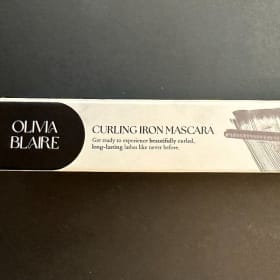 OLIVIA
BLAIRE
CURLING IRON MASCARA
Get ready to experience beautifully curled,
long-lasting lashes like never before.